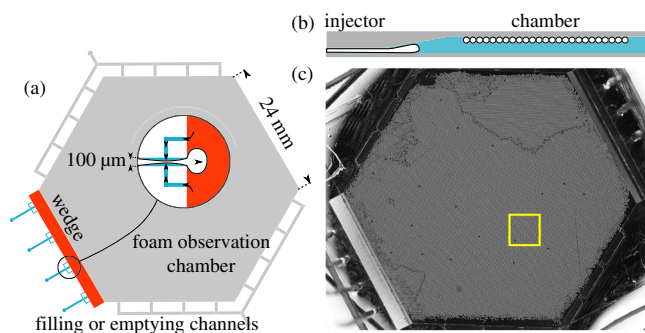 (a)
24 mm
100 μm
wedge
foam observation
chamber
filling or emptying channels
(b)
injector
chamber
(c)